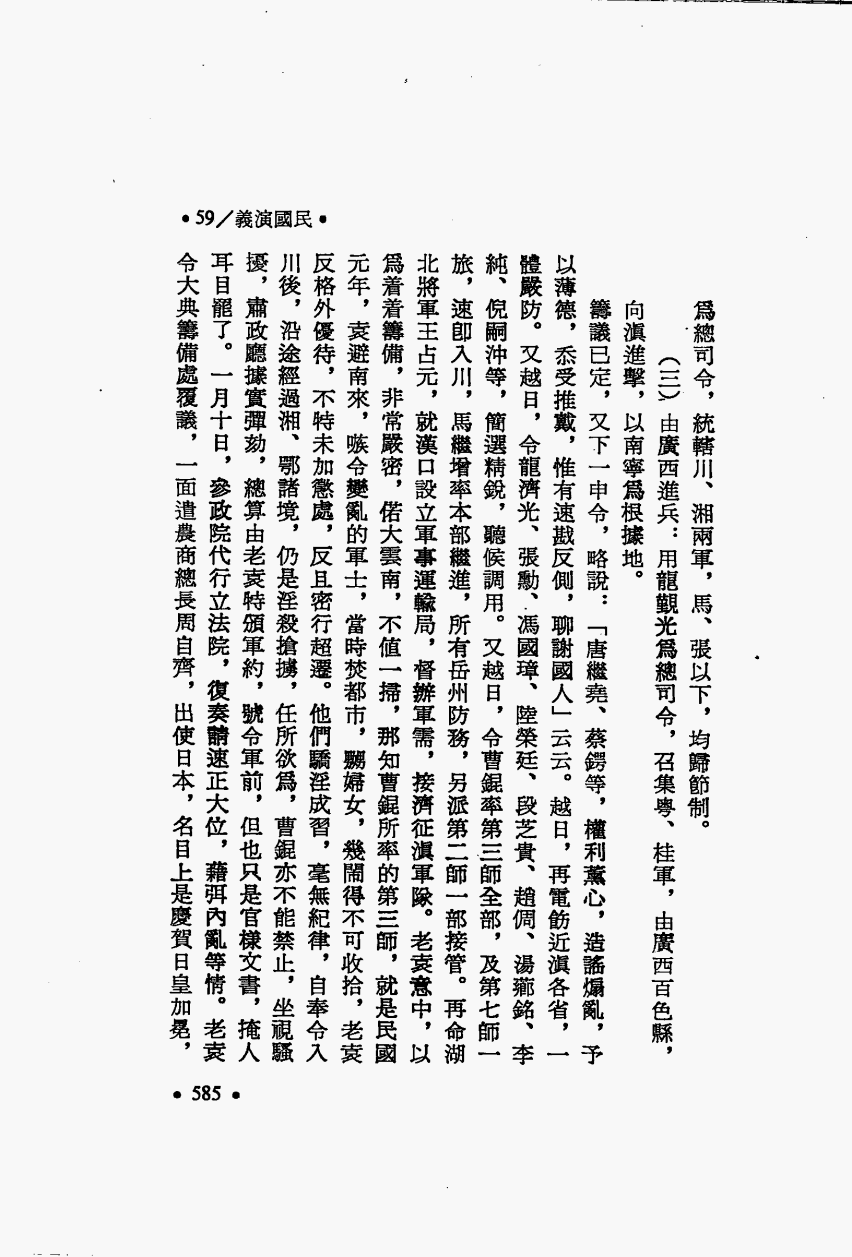 •59／義演國民•
爲總司令，統轄川、湘兩軍，馬、張以下，均歸節制。
（三）由廣西進兵：用龍覲光爲總司令，召集粵、桂軍，由廣西百色縣，
向滇進擊，以南寧爲根據地。
籌議已定，又下一申令，略說：「唐繼堯、蔡鍔等，權利薰心，造謠煽亂，予
以薄德，忝受推戴，惟有速戡反側，聊謝國人」云云。越日，再電飭近滇各省，一
體嚴防。又越日，令龍濟光、張勳、馮國璋、陸榮廷、段芝貴、趙倜、湯薌銘、李
純、倪嗣沖等，簡選精銳，聽候調用。又越日，令曹錕率第三師全部，及第七師一
旅，速卽入川，馬繼增率本部繼進，所有岳州防務，另派第二師一部接管。再命湖
北將軍王占元，就漢口設立軍事運輸局，督辦軍需，接濟征滇軍隊。老袁意中，以
爲着着籌備，非常嚴密，偌大雲南，不値一掃，那知曹錕所率的第三師，就是民國
元年，袁避南來，嗾令變亂的軍士，當時焚都市，嬲婦女，幾鬧得不可收拾，老袁
反格外優待，不特未加懲處，反且密行超遷。他們驕淫成習，毫無紀律，自奉令入
川後，沿途經過湘、鄂諸境，仍是淫殺搶擄，任所欲爲，曹錕亦不能禁止，坐視騷
擾，肅政廳據實彈劾，總算由老袁特頒軍約，號令軍前，但也只是官樣文書，掩人
耳目罷了。一月十日，參政院代行立法院，復奏請速正大位，藉弭內亂等情。老袁
令大典籌備處覆議，一面遣農商總長周自齊，出使日本，名目上是慶賀日皇加冕，
•585•